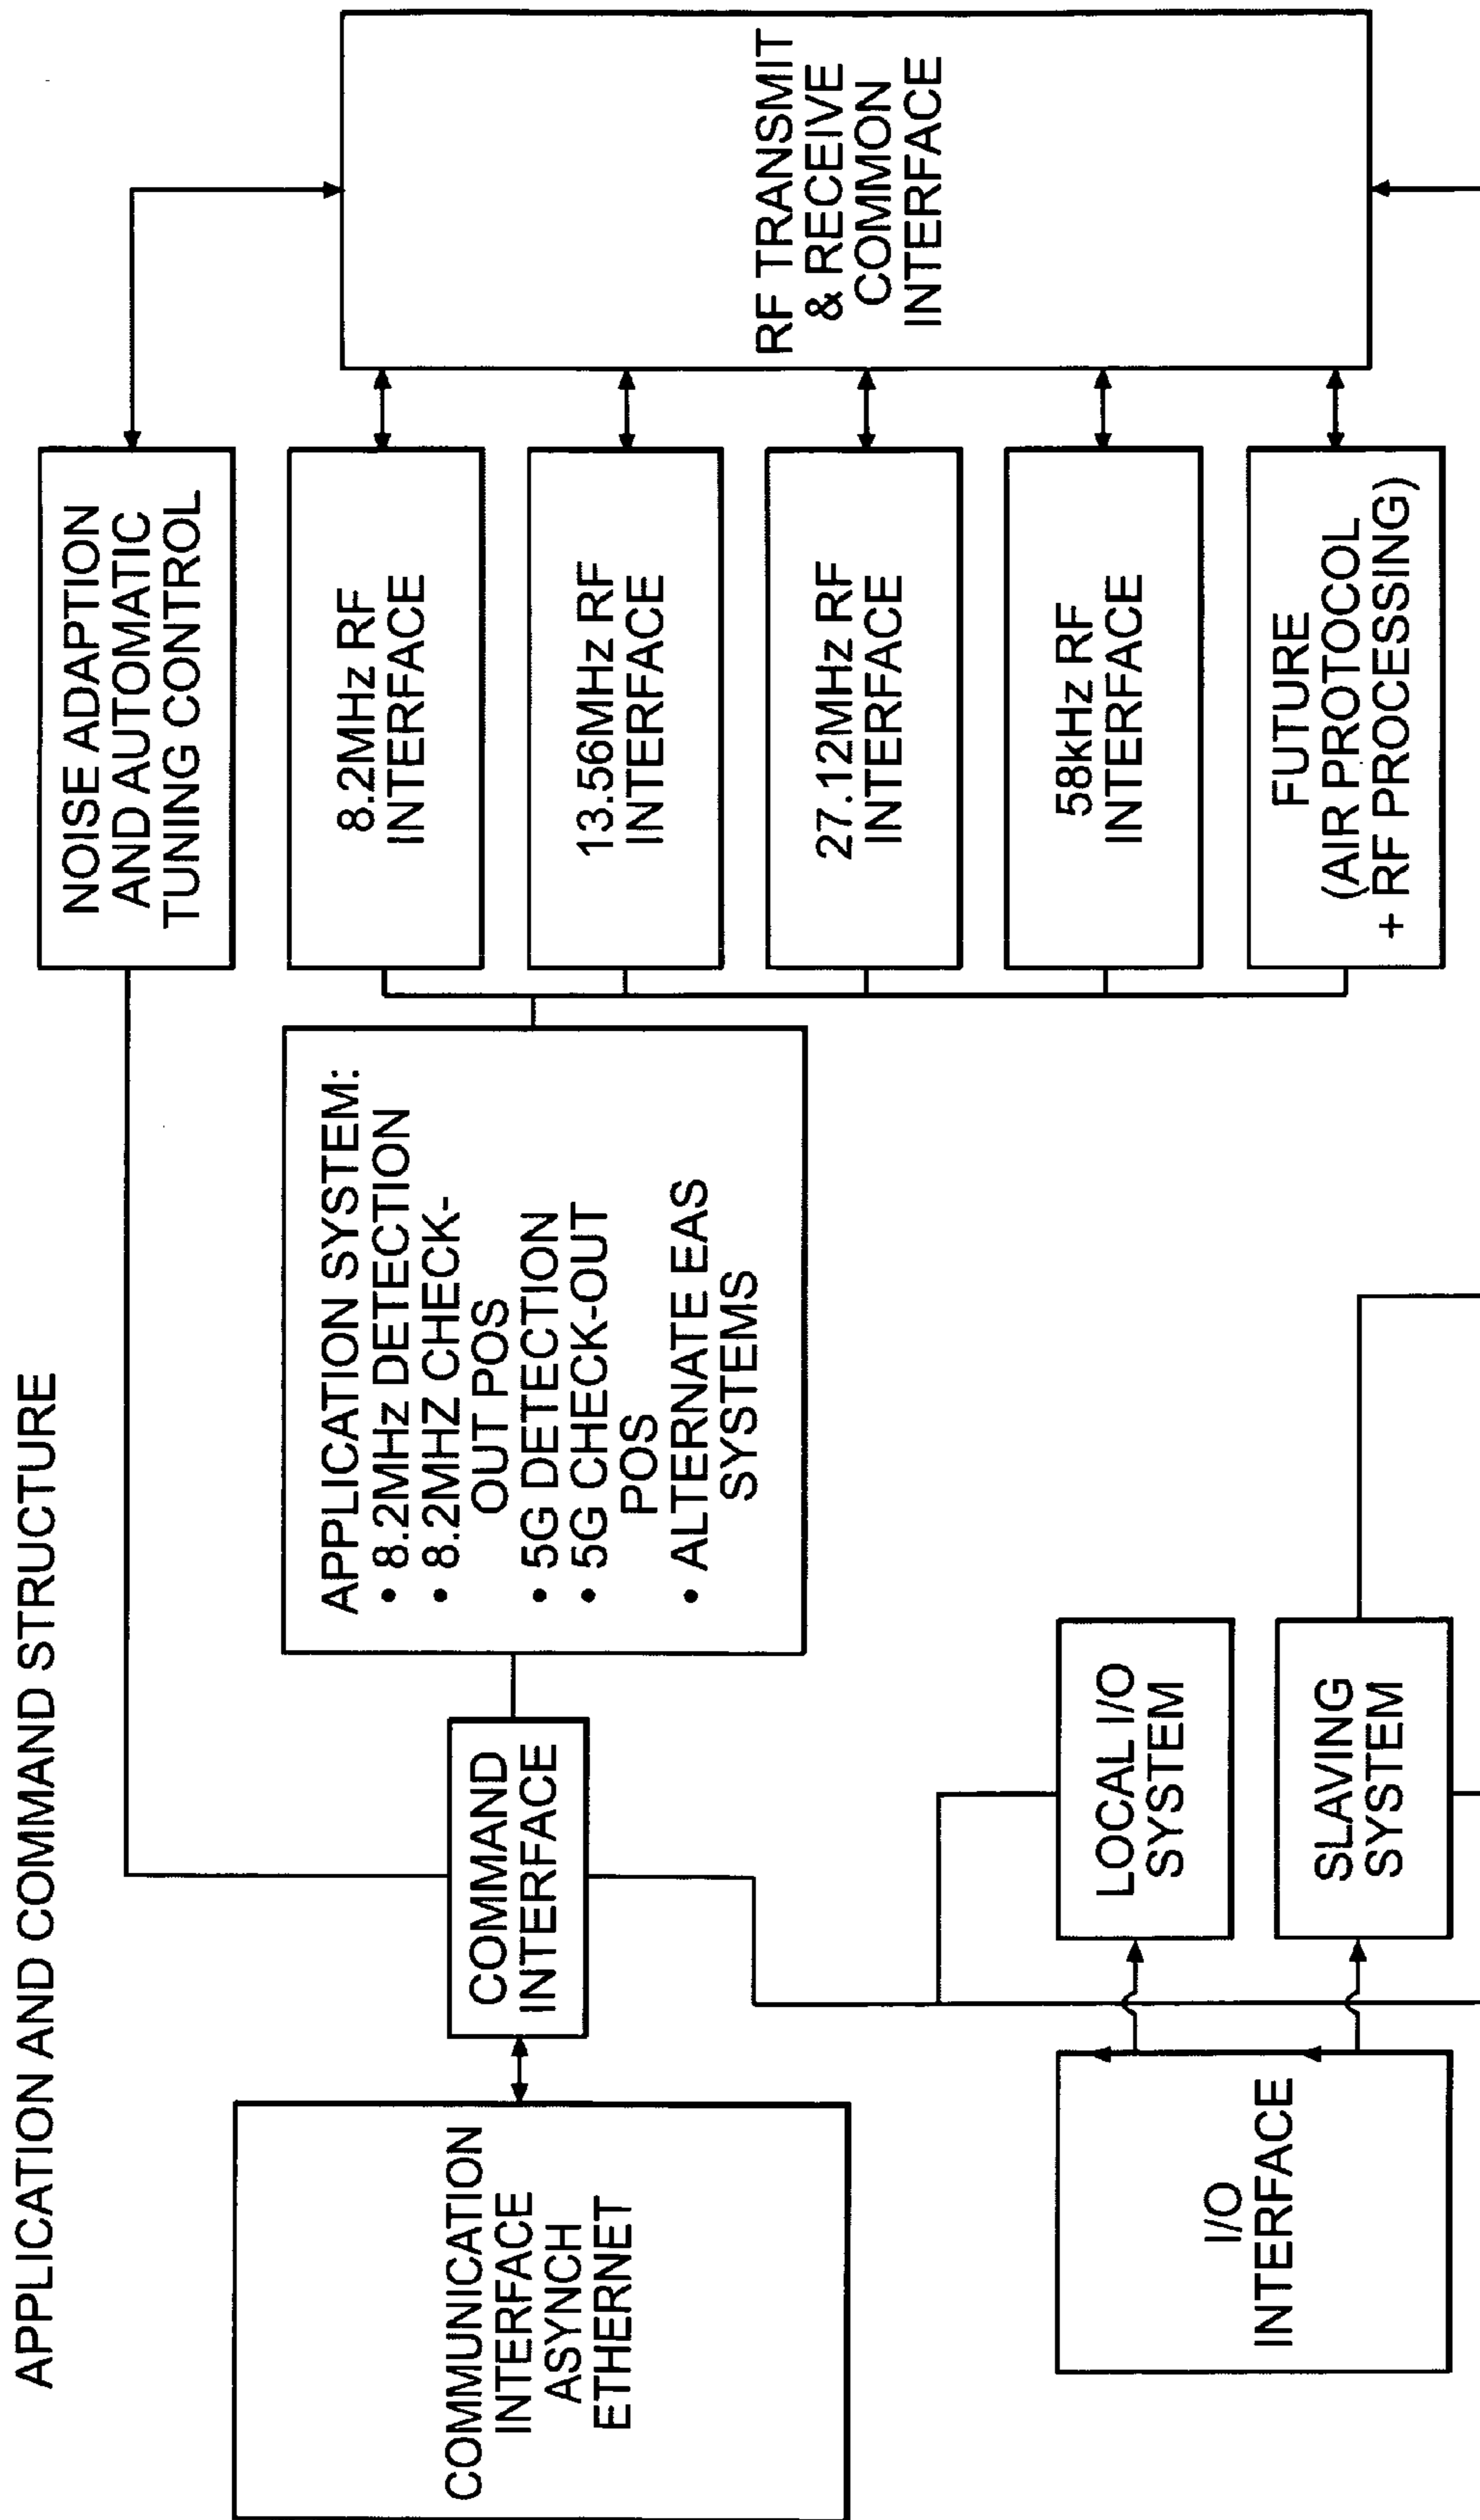 APPLICATION AND COMMAND STRUCTURE
COMMUNICATION
INTERFACE
ASYNCH
ETHERNET
COMMAND
INTERFACE
APPLICATION SYSTEM:
• 8.2MHz DETECTION
• 8.2MHZ CHECK-
OUT POS
• 5G DETECTION
• 5G CHECK-OUT
POS
• ALTERNATE EAS
SYSTEMS
NOISE ADAPTION
AND AUTOMATIC
TUNING CONTROL
8.2MHz RF
INTERFACE
13.56MHz RF
INTERFACE
27.12MHz RF
INTERFACE
58kHz RF
INTERFACE
FUTURE
(AIR PROTOCOL
+ RF PROCESSING)
RF TRANSMIT
& RECEIVE
COMMON
INTERFACE
I/O
INTERFACE
LOCAL I/O
SYSTEM
SLAVING
SYSTEM